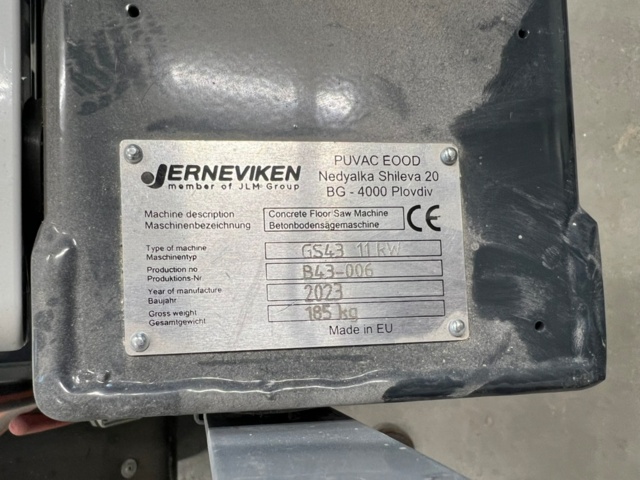 JERNEVIKEN
member of JLM Group
PUVAC EOOD
Nedyalka Shileva 20
BG - 4000 Plovdiv
Machine description
Maschinenbezeichnung
Concrete Floor Saw Machine
Betonbodensägemaschine
CE
Type of machine
Maschinentyp
GS43 11 kW
Production no
Produktions-Nr
B43-006
Year of manufacture
Baujahr
2023
Gross weight
Gesamtgewicht
185 kg
Made in EU